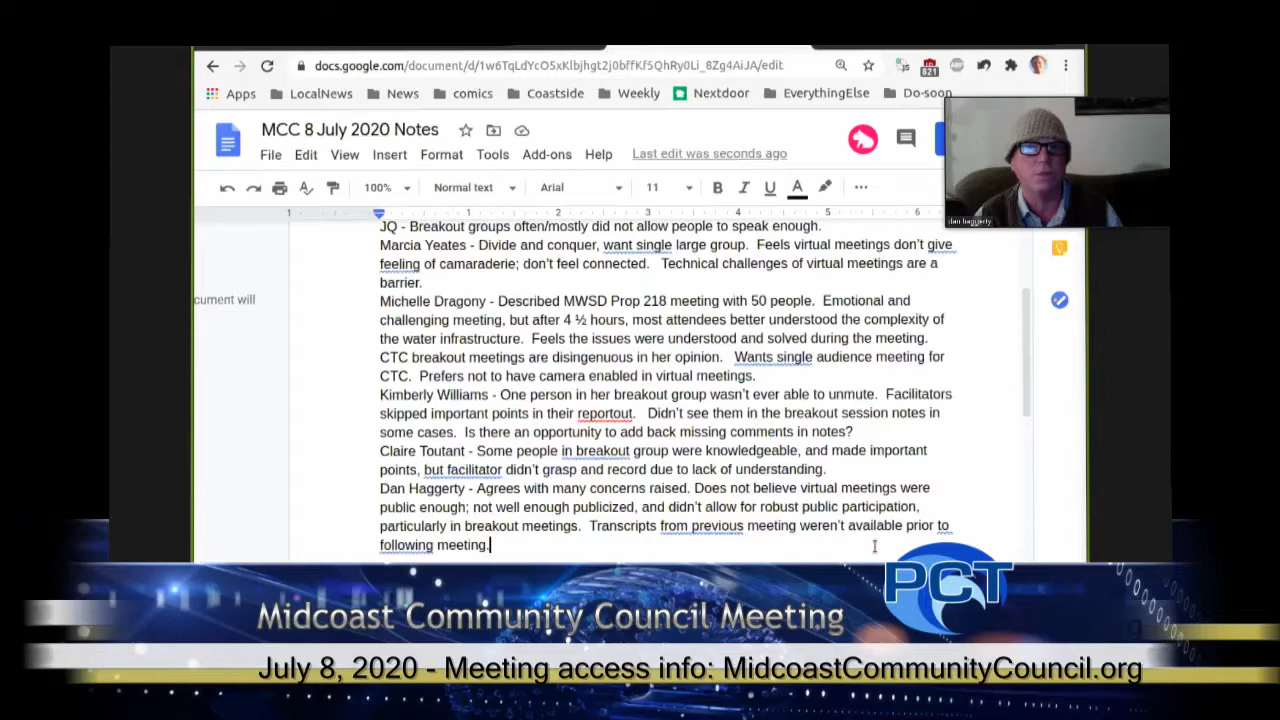 docs.google.com/document/d/1w6TqLdYcO5xKlbjhgt2j0bffKf5QhRy0Li_8Zg4AiJA/edit
821
ABP
Apps LocalNews News comics Coastside Weekly Nextdoor EverythingElse Do-soon
MCC 8 July 2020 Notes
File Edit View Insert Format Tools Add-ons Help Last edit was seconds ago
100% Normal text Arial 11 B I U A
dan haggerty
1 1 2 3 4 5 6
JQ - Breakout groups often/mostly did not allow people to speak enough.
Marcia Yeates - Divide and conquer, want single large group. Feels virtual meetings don't give
feeling of camaraderie; don't feel connected. Technical challenges of virtual meetings are a
barrier.
cument will
Michelle Dragony - Described MWSD Prop 218 meeting with 50 people. Emotional and
challenging meeting, but after 4 ½ hours, most attendees better understood the complexity of
the water infrastructure. Feels the issues were understood and solved during the meeting.
CTC breakout meetings are disingenuous in her opinion. Wants single audience meeting for
CTC. Prefers not to have camera enabled in virtual meetings.
Kimberly Williams - One person in her breakout group wasn't ever able to unmute. Facilitators
skipped important points in their reportout. Didn't see them in the breakout session notes in
some cases. Is there an opportunity to add back missing comments in notes?
Claire Toutant - Some people in breakout group were knowledgeable, and made important
points, but facilitator didn't grasp and record due to lack of understanding.
Dan Haggerty - Agrees with many concerns raised. Does not believe virtual meetings were
public enough; not well enough publicized, and didn't allow for robust public participation,
particularly in breakout meetings. Transcripts from previous meeting weren't available prior to
following meeting.
PCT
Midcoast Community Council Meeting
July 8, 2020 - Meeting access info: MidcoastCommunityCouncil.org